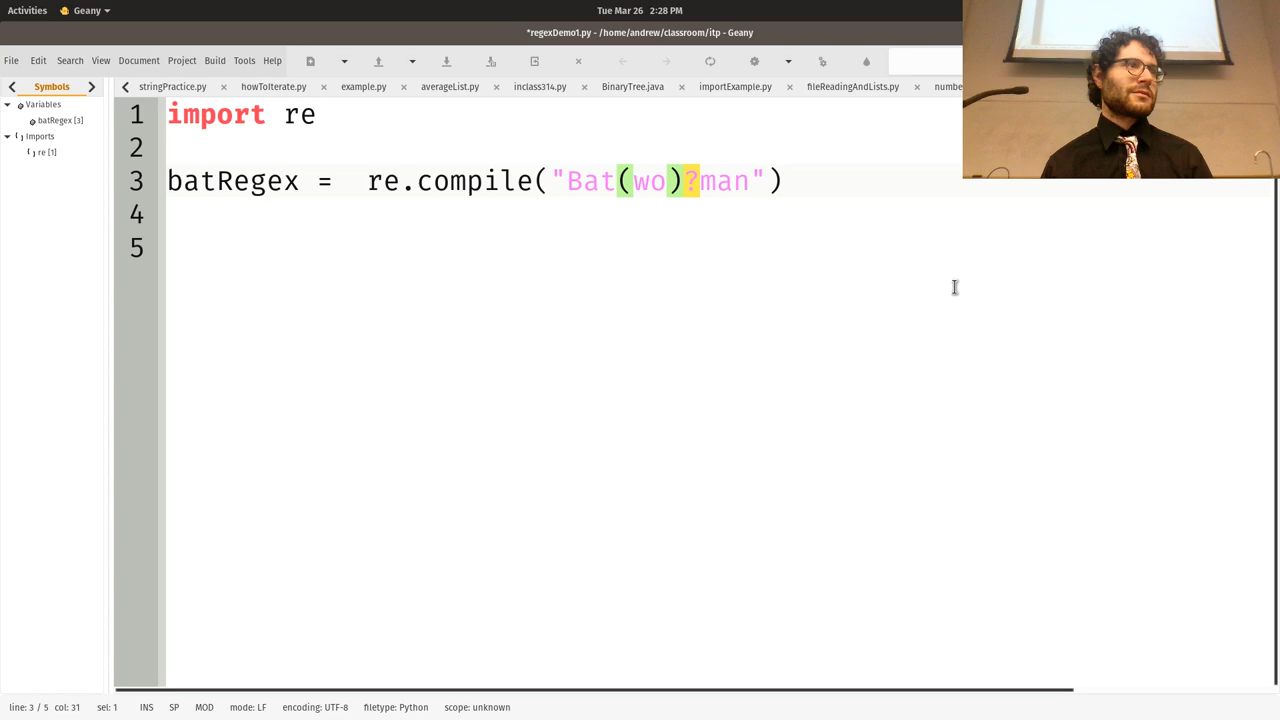 Activities Geany Tue Mar 26 2:28 PM
*regexDemo1.py - /home/andrew/classroom/itp - Geany
File Edit Search View Document Project Build Tools Help
Symbols stringPractice.py × howToIterate.py × example.py × averageList.py × inclass314.py × BinaryTree.java × importExample.py × fileReadingAndLists.py × numbe
Variables
batRegex [3]
Imports
re [1]
1 import re
2
3 batRegex =  re.compile("Bat(wo)?man")
4
5
line: 3 / 5 col: 31 sel: 1 INS SP MOD mode: LF encoding: UTF-8 filetype: Python scope: unknown